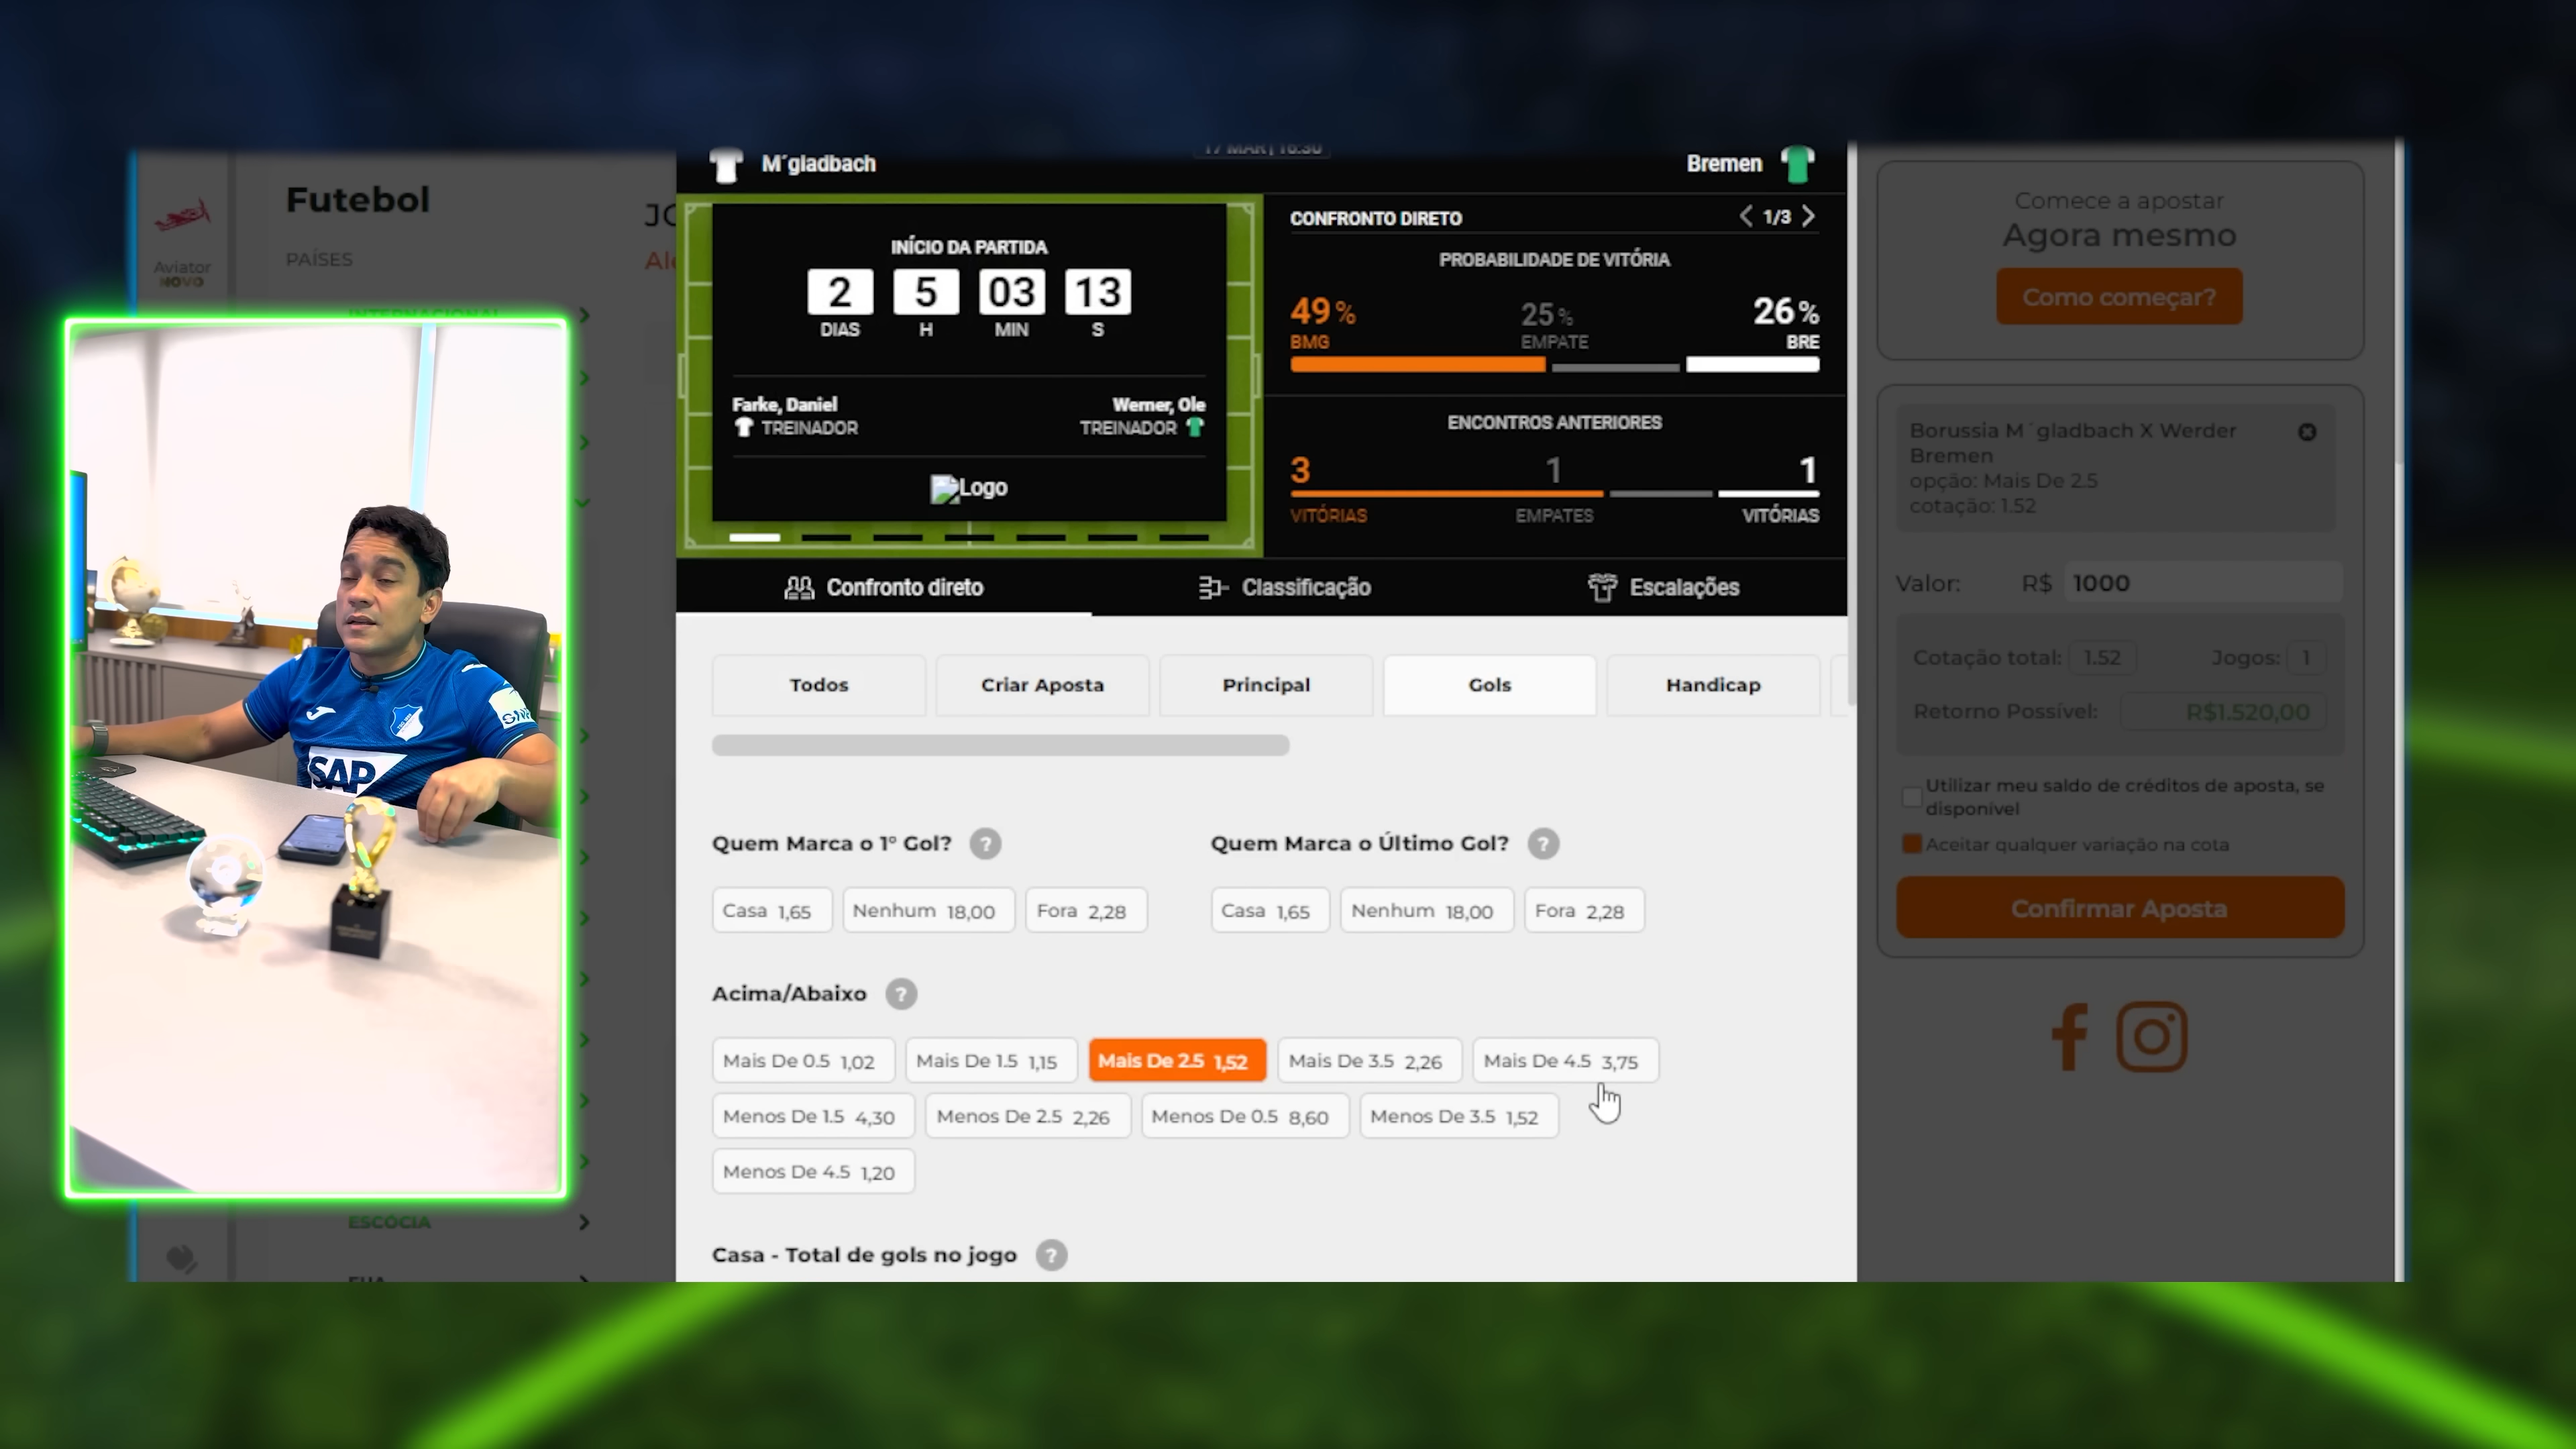 M´gladbach
17 MAR | 16:30
Bremen
Futebol
PAÍSES
INTERNACIONAL
Aviator
NOVO
INÍCIO DA PARTIDA
2 5 03 13
DIAS H MIN S
Farke, Daniel
TREINADOR
Werner, Ole
TREINADOR
Logo
CONFRONTO DIRETO
1/3
PROBABILIDADE DE VITÓRIA
49% 25% 26%
BMG EMPATE BRE
ENCONTROS ANTERIORES
3 1 1
VITÓRIAS EMPATES VITÓRIAS
Confronto direto Classificação Escalações
Todos Criar Aposta Principal Gols Handicap
Quem Marca o 1° Gol? ?
Casa 1,65 Nenhum 18,00 Fora 2,28
Quem Marca o Último Gol? ?
Casa 1,65 Nenhum 18,00 Fora 2,28
Acima/Abaixo ?
Mais De 0.5 1,02 Mais De 1.5 1,15 Mais De 2.5 1,52 Mais De 3.5 2,26 Mais De 4.5 3,75
Menos De 1.5 4,30 Menos De 2.5 2,26 Menos De 0.5 8,60 Menos De 3.5 1,52
Menos De 4.5 1,20
Casa - Total de gols no jogo ?
Comece a apostar
Agora mesmo
Como começar?
Borussia M´gladbach X Werder
Bremen
opção: Mais De 2.5
cotação: 1.52
Valor: R$ 1000
Cotação total: 1.52 Jogos: 1
Retorno Possível: R$1.520,00
Utilizar meu saldo de créditos de aposta, se
disponível
Aceitar qualquer variação na cota
Confirmar Aposta
SAP
ESCÓCIA
EUA